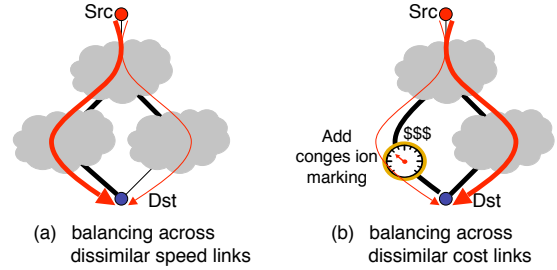 Src
Src
$$$
Add
conges ion
marking
Dst
Dst
(a) balancing across
dissimilar speed links
(b) balancing across
dissimilar cost links